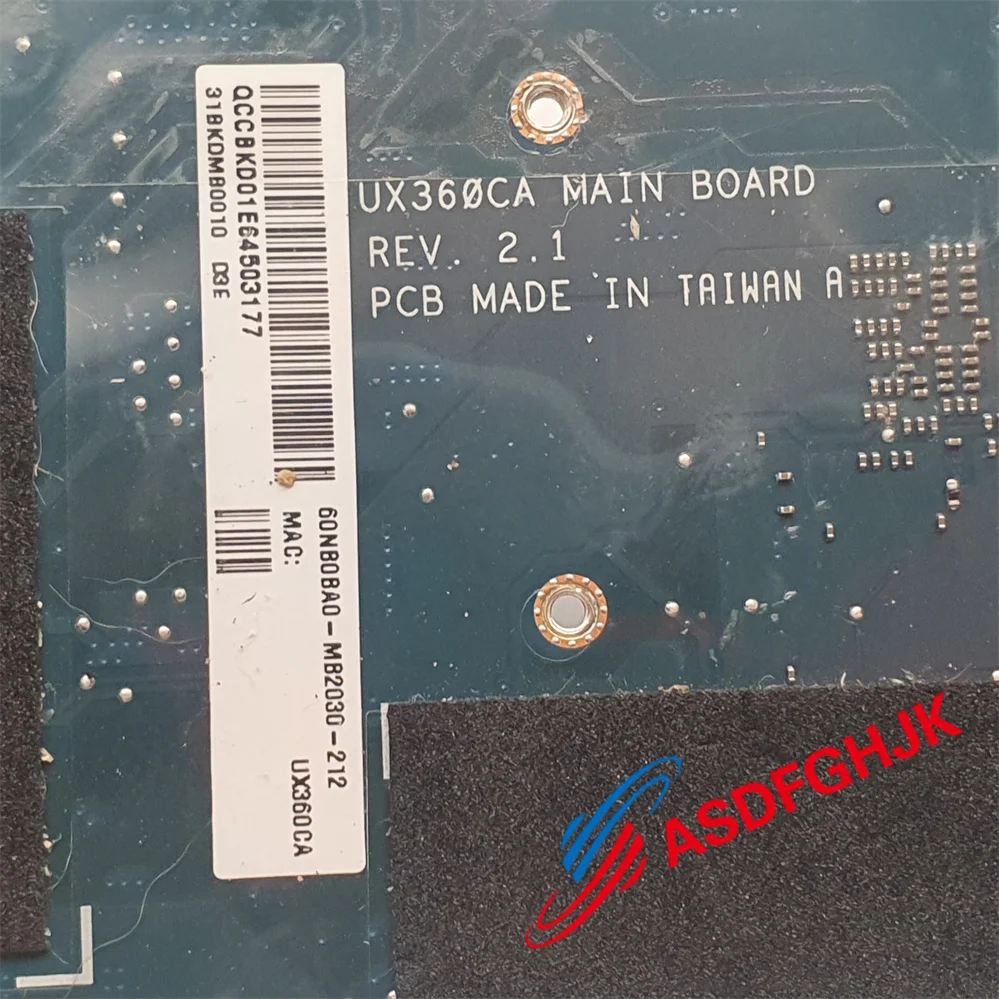 QCCBKD01E64503177
31BKDMB0010 D3E
UX360CA MAIN BOARD
REV. 2.1
PCB MADE IN TAIWAN A
60NB0BA0-MB2030-212
MAC:
UX360CA
ASDFGHJK